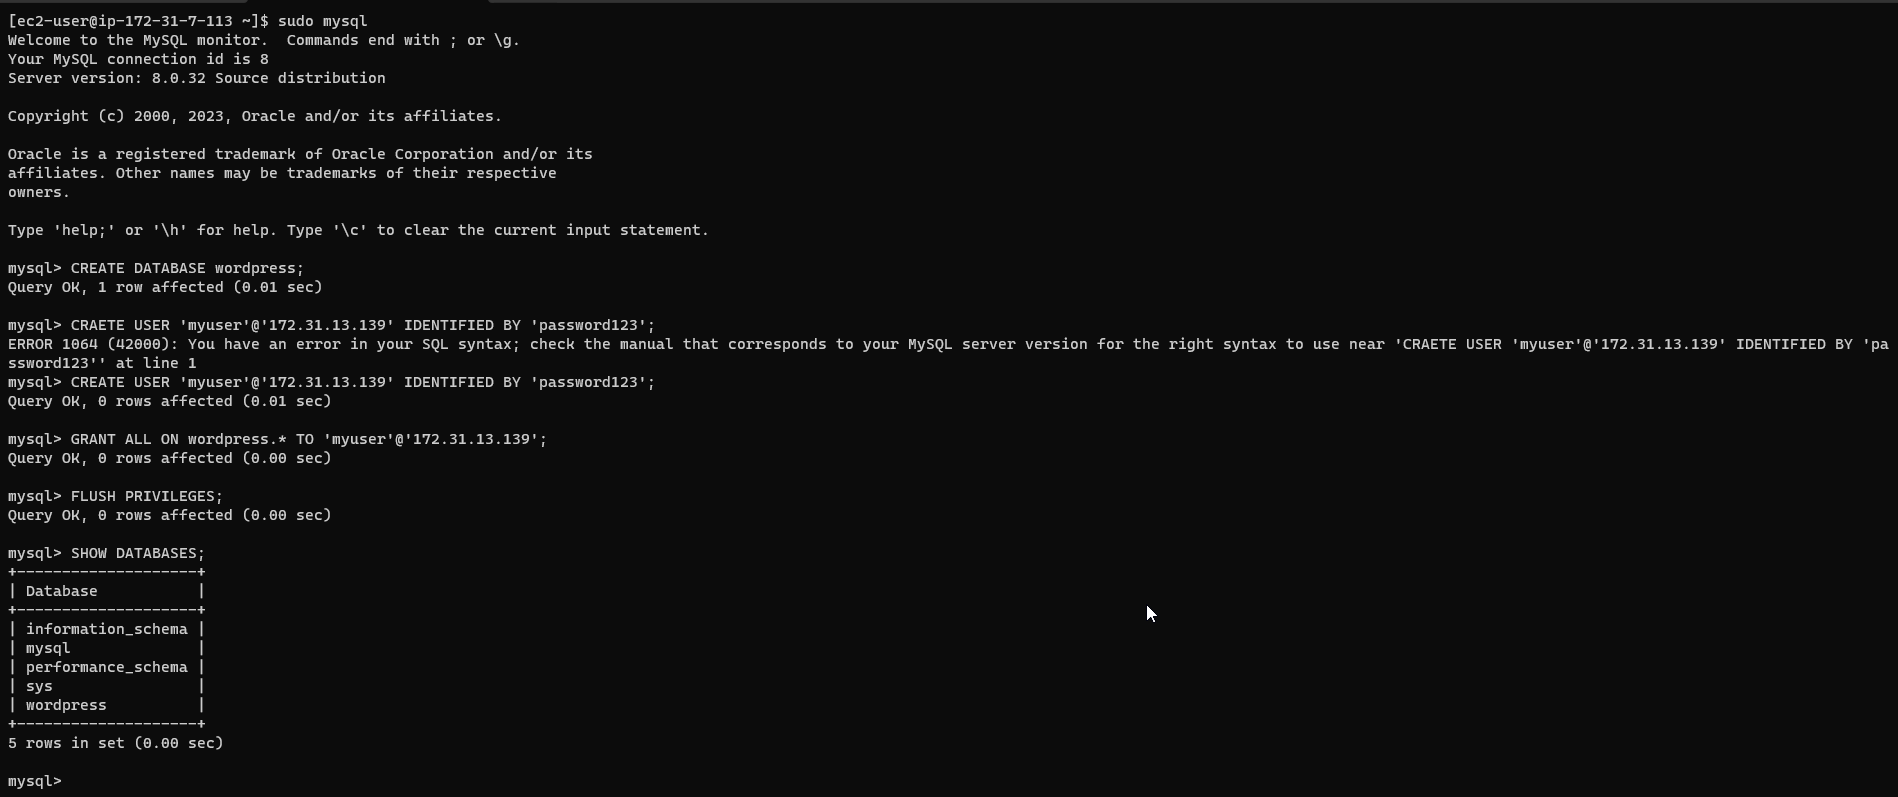 [ec2-user@ip-172-31-7-113 ~]$ sudo mysql
Welcome to the MySQL monitor.  Commands end with ; or \g.
Your MySQL connection id is 8
Server version: 8.0.32 Source distribution

Copyright (c) 2000, 2023, Oracle and/or its affiliates.

Oracle is a registered trademark of Oracle Corporation and/or its
affiliates. Other names may be trademarks of their respective
owners.

Type 'help;' or '\h' for help. Type '\c' to clear the current input statement.

mysql> CREATE DATABASE wordpress;
Query OK, 1 row affected (0.01 sec)

mysql> CRAETE USER 'myuser'@'172.31.13.139' IDENTIFIED BY 'password123';
ERROR 1064 (42000): You have an error in your SQL syntax; check the manual that corresponds to your MySQL server version for the right syntax to use near 'CRAETE USER 'myuser'@'172.31.13.139' IDENTIFIED BY 'pa
ssword123'' at line 1
mysql> CREATE USER 'myuser'@'172.31.13.139' IDENTIFIED BY 'password123';
Query OK, 0 rows affected (0.01 sec)

mysql> GRANT ALL ON wordpress.* TO 'myuser'@'172.31.13.139';
Query OK, 0 rows affected (0.00 sec)

mysql> FLUSH PRIVILEGES;
Query OK, 0 rows affected (0.00 sec)

mysql> SHOW DATABASES;
+--------------------+
| Database           |
+--------------------+
| information_schema |
| mysql              |
| performance_schema |
| sys                |
| wordpress          |
+--------------------+
5 rows in set (0.00 sec)

mysql>